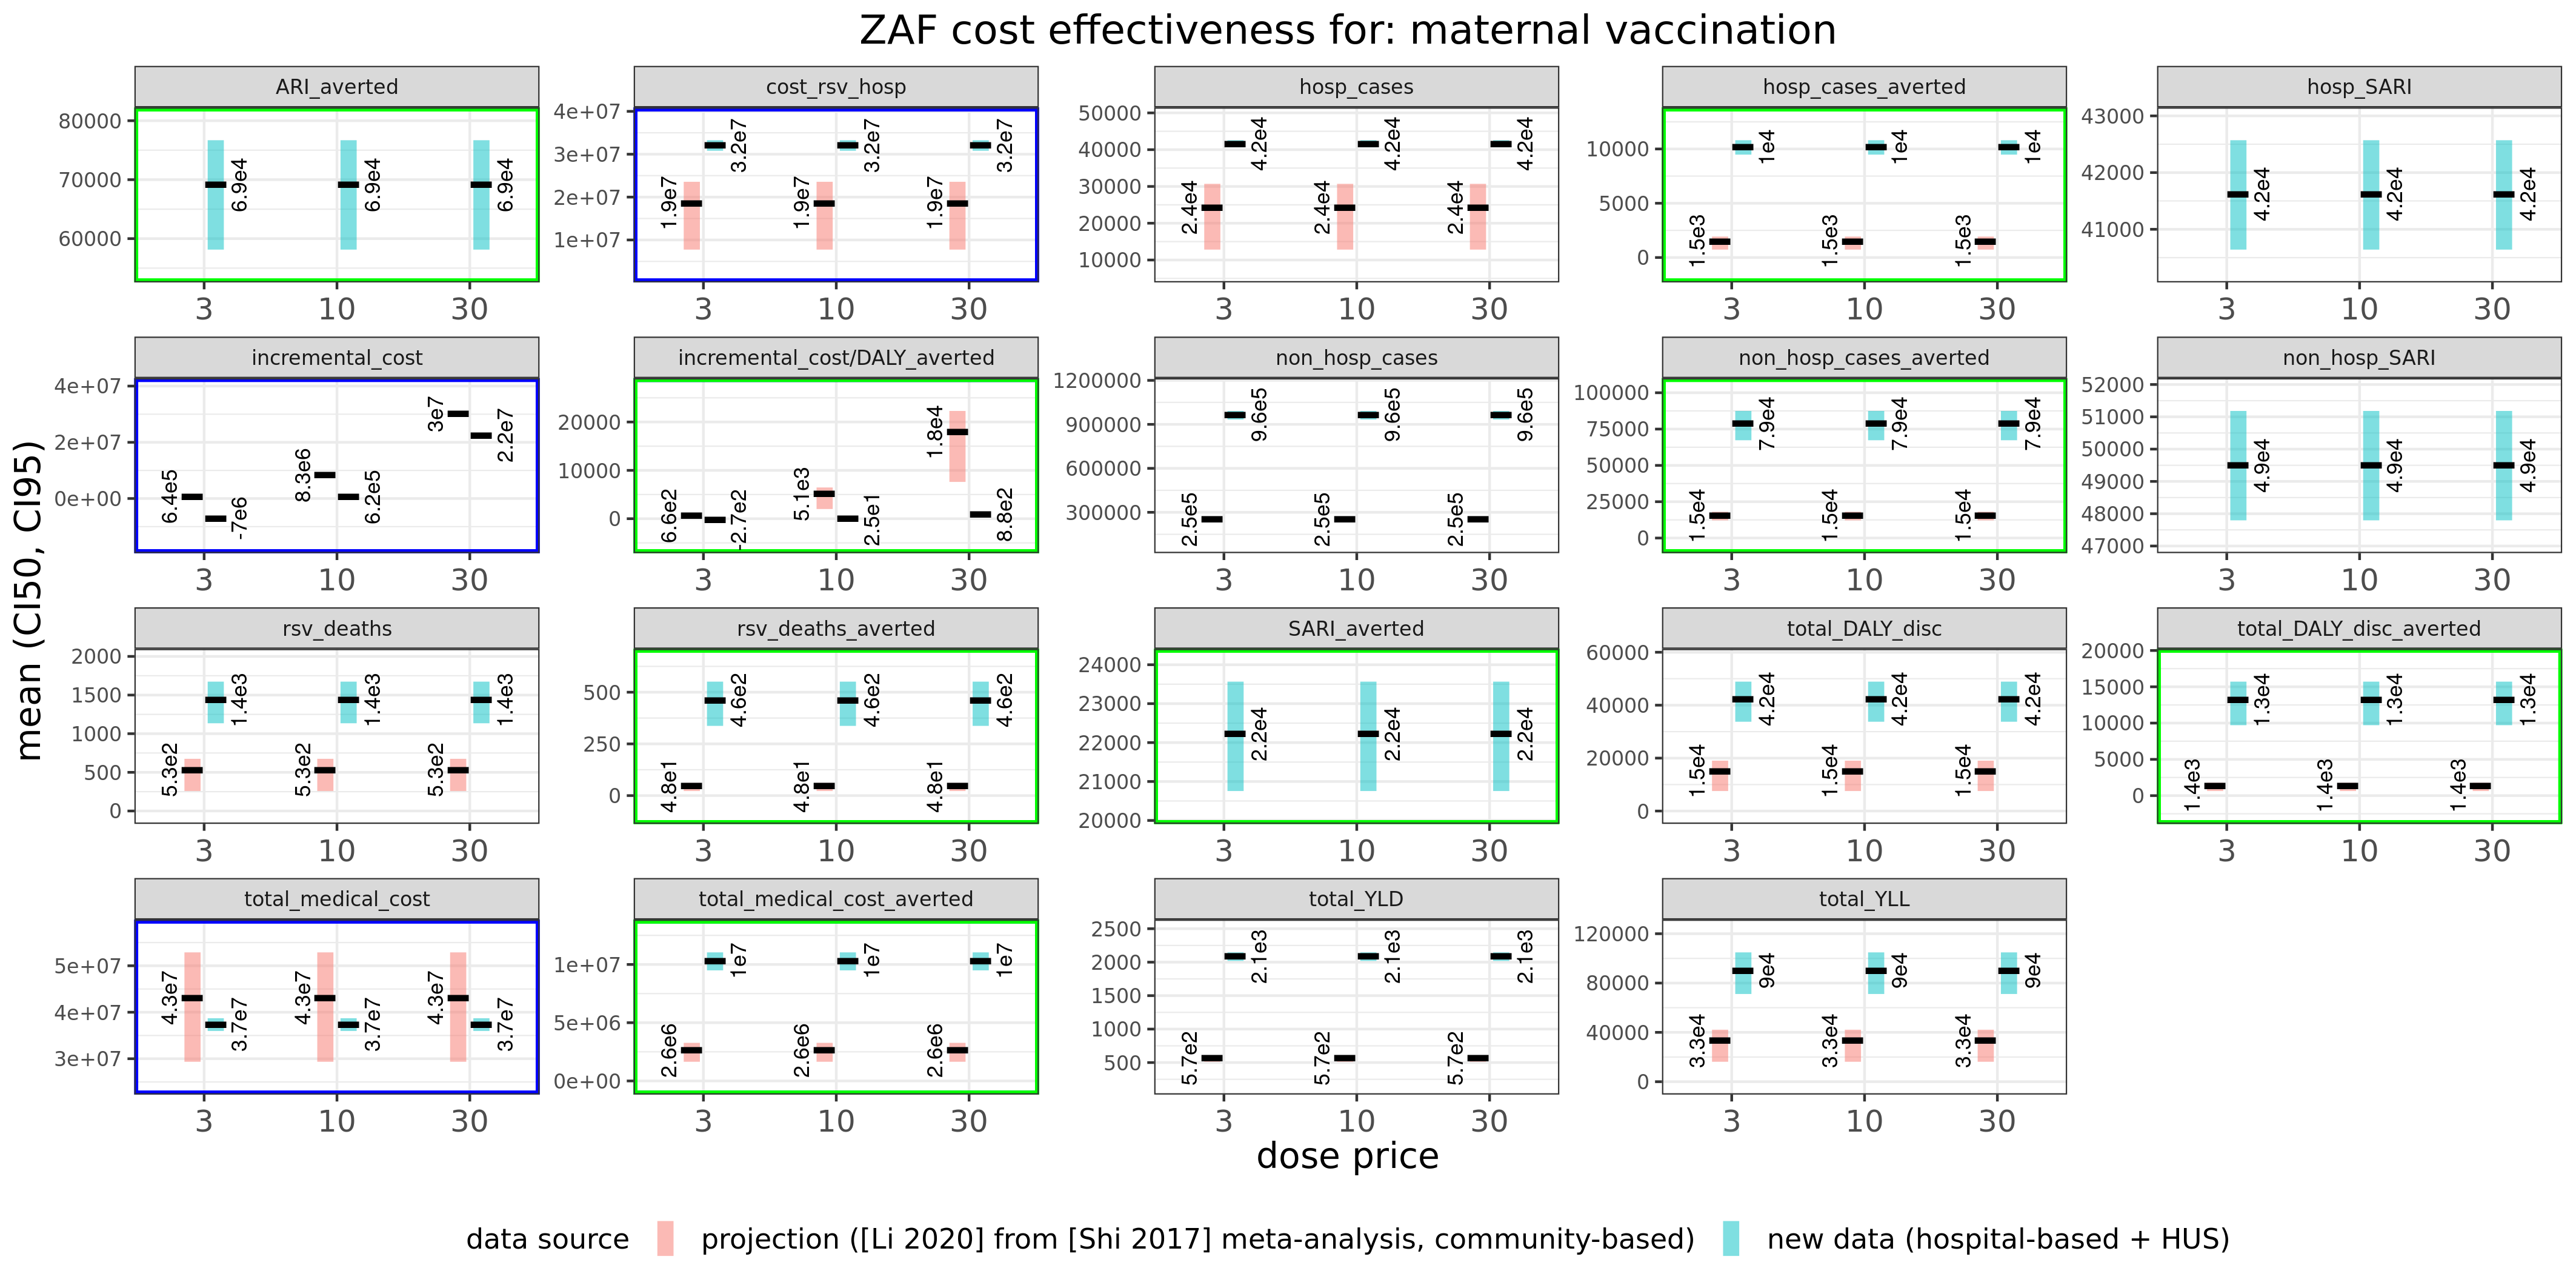 ZAF cost effectiveness for: maternal vaccination
ARI_averted
cost_rsv_hosp
hosp_cases
hosp_cases_averted
hosp_SARI
80000
70000
60000
6.9e4 6.9e4 6.9e4
3 10 30
4e+07
3e+07
2e+07
1e+07
3.2e7 3.2e7 3.2e7
1.9e7 1.9e7 1.9e7
3 10 30
50000
40000
30000
20000
10000
4.2e4 4.2e4 4.2e4
2.4e4 2.4e4 2.4e4
3 10 30
10000
5000
0
1e4 1e4 1e4
1.5e3 1.5e3 1.5e3
3 10 30
43000
42000
41000
4.2e4 4.2e4 4.2e4
3 10 30
incremental_cost
incremental_cost/DALY_averted
non_hosp_cases
non_hosp_cases_averted
non_hosp_SARI
4e+07
2e+07
0e+00
6.4e5 -7e6 8.3e6 6.2e5 3e7 2.2e7
3 10 30
20000
10000
0
6.6e2 -2.7e2 5.1e3 2.5e1 1.8e4 8.8e2
3 10 30
1200000
900000
600000
300000
9.6e5 9.6e5 9.6e5
2.5e5 2.5e5 2.5e5
3 10 30
100000
75000
50000
25000
0
7.9e4 7.9e4 7.9e4
1.5e4 1.5e4 1.5e4
3 10 30
52000
51000
50000
49000
48000
47000
4.9e4 4.9e4 4.9e4
3 10 30
mean (CI50, CI95)
rsv_deaths
rsv_deaths_averted
SARI_averted
total_DALY_disc
total_DALY_disc_averted
2000
1500
1000
500
0
1.4e3 1.4e3 1.4e3
5.3e2 5.3e2 5.3e2
3 10 30
500
250
0
4.6e2 4.6e2 4.6e2
4.8e1 4.8e1 4.8e1
3 10 30
24000
23000
22000
21000
20000
2.2e4 2.2e4 2.2e4
3 10 30
60000
40000
20000
0
4.2e4 4.2e4 4.2e4
1.5e4 1.5e4 1.5e4
3 10 30
20000
15000
10000
5000
0
1.3e4 1.3e4 1.3e4
1.4e3 1.4e3 1.4e3
3 10 30
total_medical_cost
total_medical_cost_averted
total_YLD
total_YLL
5e+07
4e+07
3e+07
4.3e7 4.3e7 4.3e7
3.7e7 3.7e7 3.7e7
3 10 30
1e+07
5e+06
0e+00
1e7 1e7 1e7
2.6e6 2.6e6 2.6e6
3 10 30
2500
2000
1500
1000
500
2.1e3 2.1e3 2.1e3
5.7e2 5.7e2 5.7e2
3 10 30
120000
80000
40000
0
9e4 9e4 9e4
3.3e4 3.3e4 3.3e4
3 10 30
dose price
data source projection ([Li 2020] from [Shi 2017] meta-analysis, community-based) new data (hospital-based + HUS)